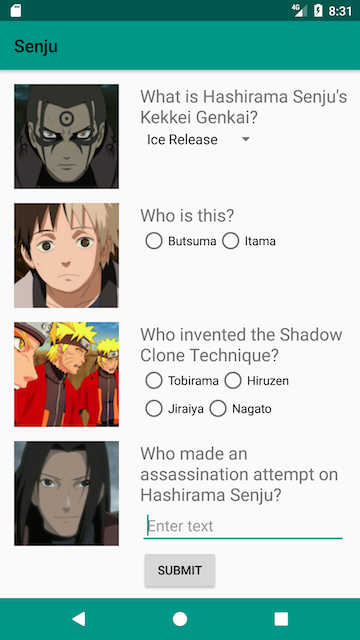 4G 8:31
Senju
What is Hashirama Senju's
Kekkei Genkai?
Ice Release
Who is this?
Butsuma Itama
Who invented the Shadow
Clone Technique?
Tobirama Hiruzen
Jiraiya Nagato
Who made an
assassination attempt on
Hashirama Senju?
Enter text
SUBMIT